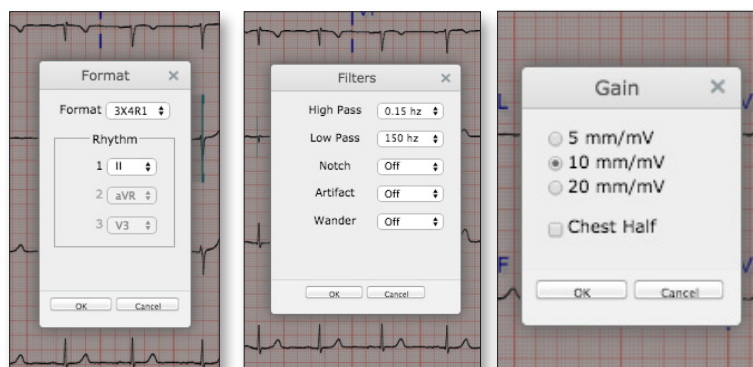 Format ×
Format 3X4R1
Rhythm
1 II
2 aVR
3 V3
OK Cancel
Filters ×
High Pass 0.15 hz
Low Pass 150 hz
Notch Off
Artifact Off
Wander Off
OK Cancel
L
Gain ×
5 mm/mV
10 mm/mV
20 mm/mV
Chest Half
F
OK Cancel